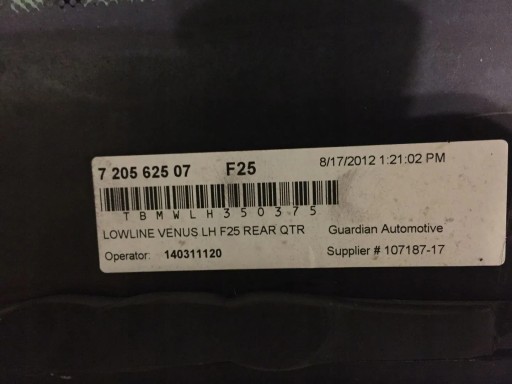 7 205 625 07 F25 8/17/2012 1:21:02 PM
TBMWLH350375
LOWLINE VENUS LH F25 REAR QTR Guardian Automotive
Operator: 140311120 Supplier # 107187-17